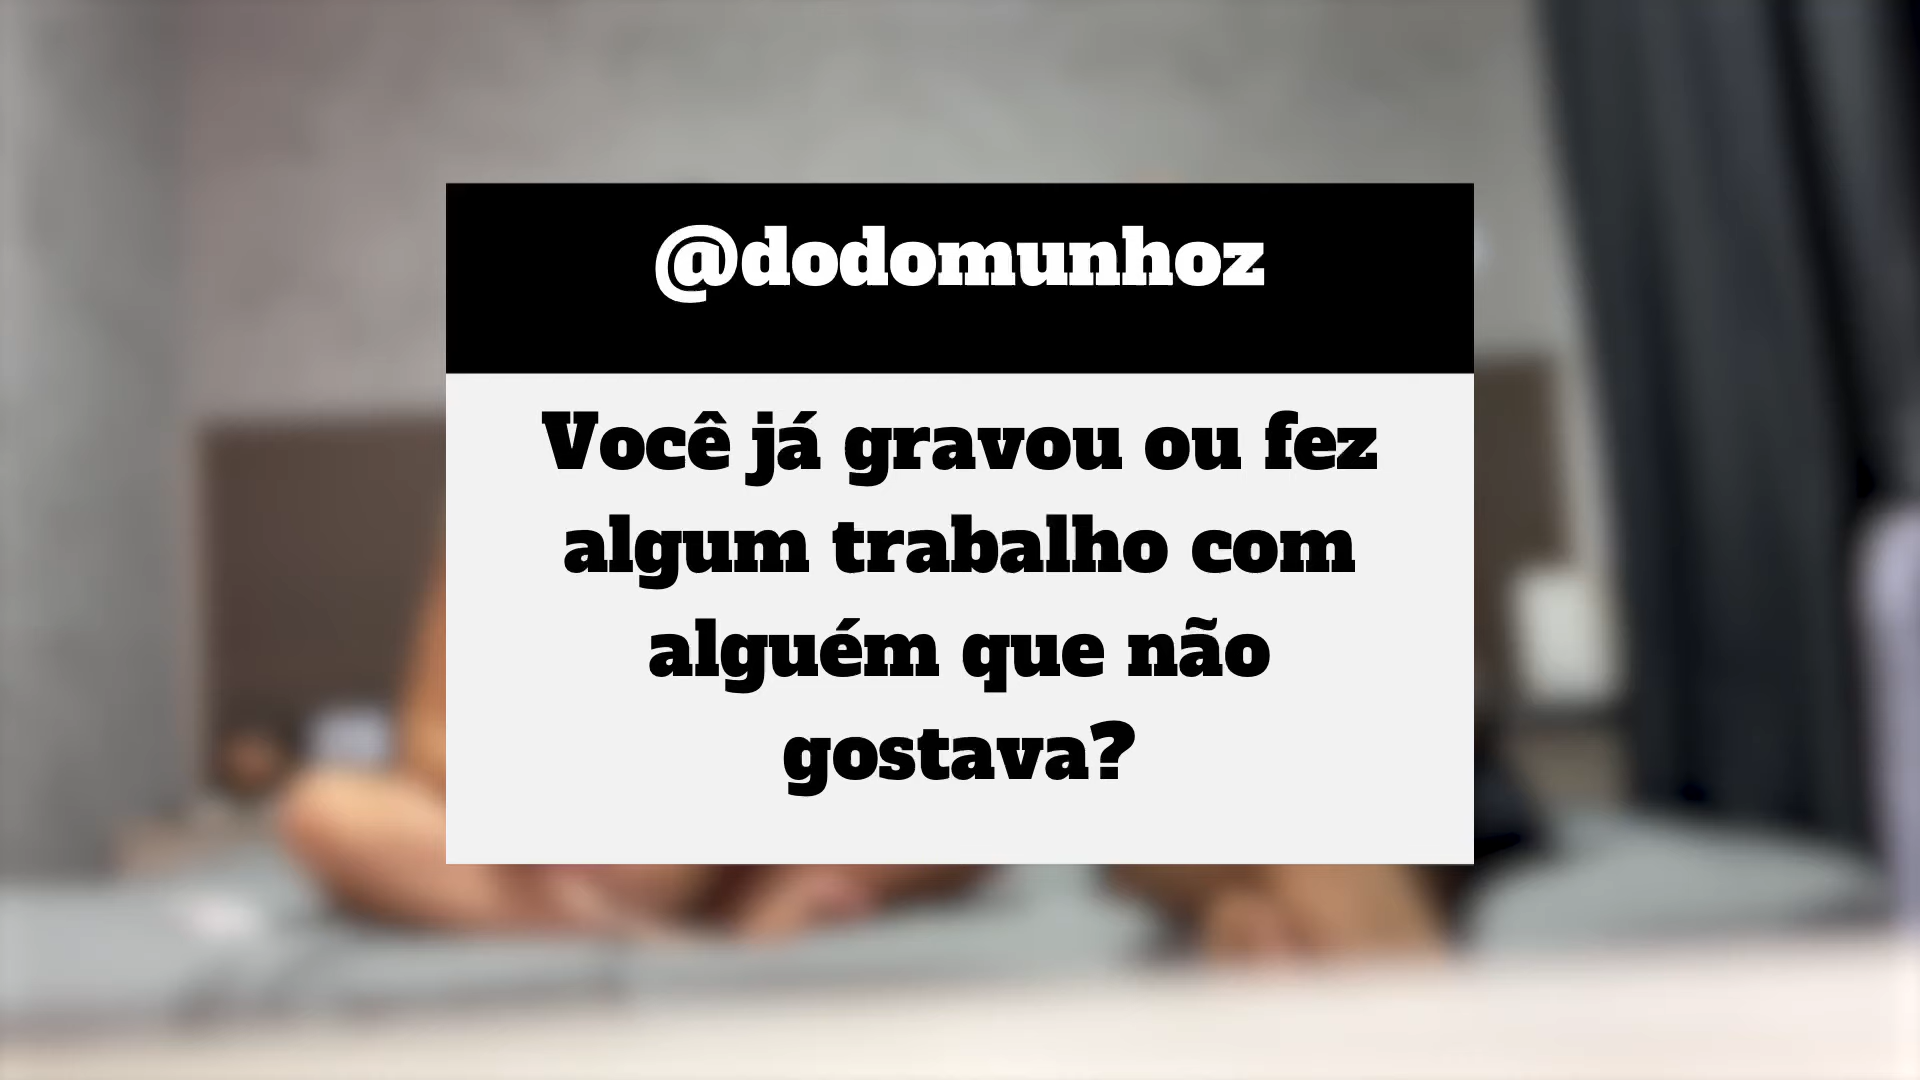 @dodomunhoz
Você já gravou ou fez
algum trabalho com
alguém que não
gostava?